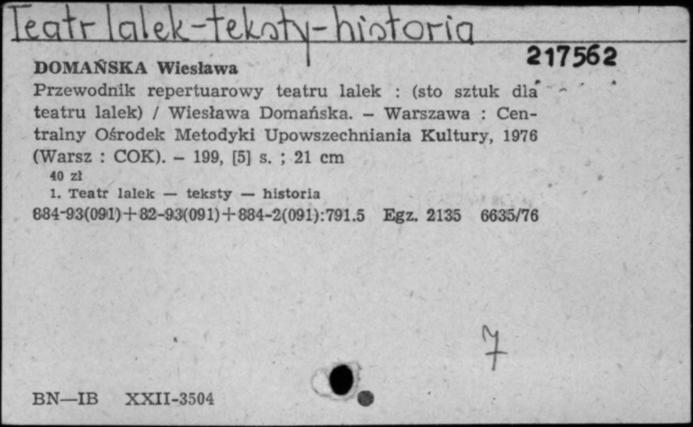 Teatr lalek-teksty-historia
217562
DOMAŃSKA Wiesława
Przewodnik repertuarowy teatru lalek : (sto sztuk dla
teatru lalek) / Wiesława Domańska. – Warszawa : Cen-
tralny Ośrodek Metodyki Upowszechniania Kultury, 1976
(Warsz : COK). – 199, [5] s. ; 21 cm
40 zł
1. Teatr lalek — teksty — historia
884-93(091)+82-93(091)+884-2(091):791.5 Egz. 2135 6635/76
7
BN—IB XXII-3504